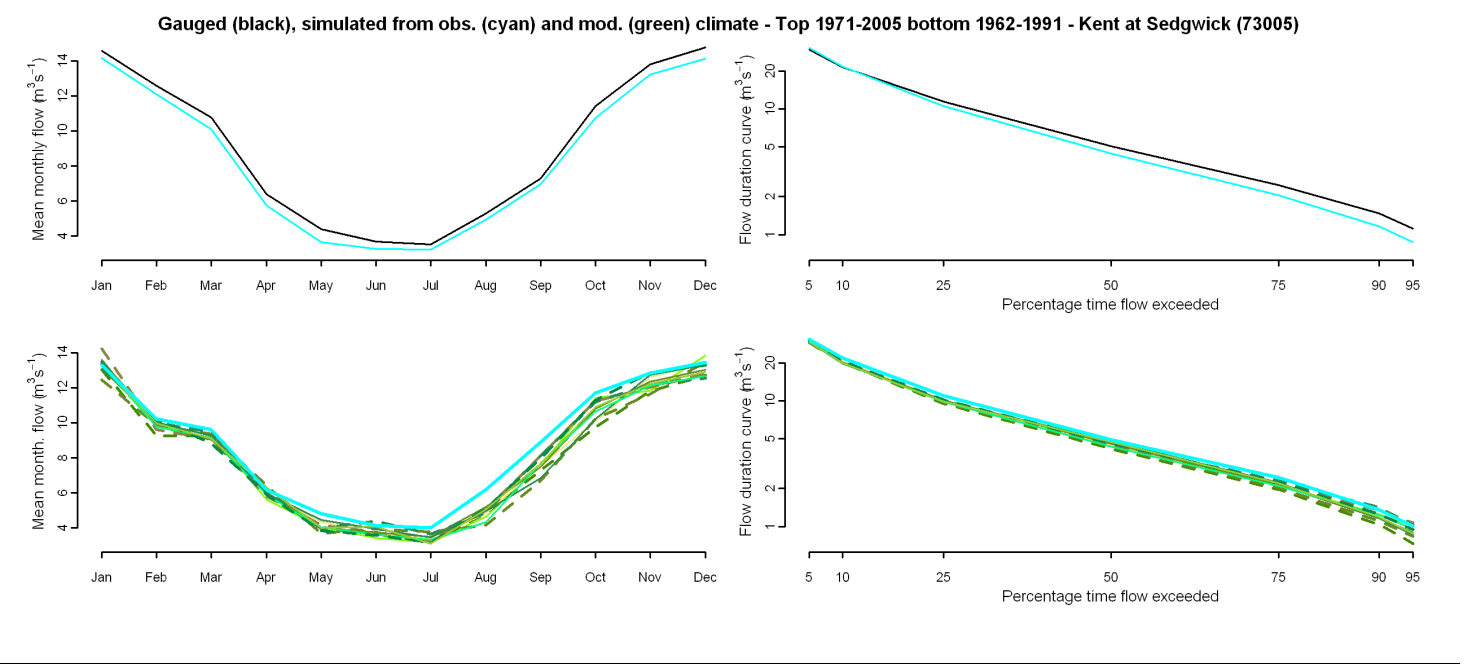 Gauged (black), simulated from obs. (cyan) and mod. (green) climate - Top 1971-2005 bottom 1962-1991 - Kent at Sedgwick (73005)
Mean monthly flow (m³s⁻¹)
4 6 8 10 12 14
Jan Feb Mar Apr May Jun Jul Aug Sep Oct Nov Dec
Flow duration curve (m³s⁻¹)
1 2 5 10 20
5 10 25 50 75 90 95
Percentage time flow exceeded
Mean month. flow (m³s⁻¹)
4 6 8 10 12 14
Jan Feb Mar Apr May Jun Jul Aug Sep Oct Nov Dec
Flow duration curve (m³s⁻¹)
1 2 5 10 20
5 10 25 50 75 90 95
Percentage time flow exceeded